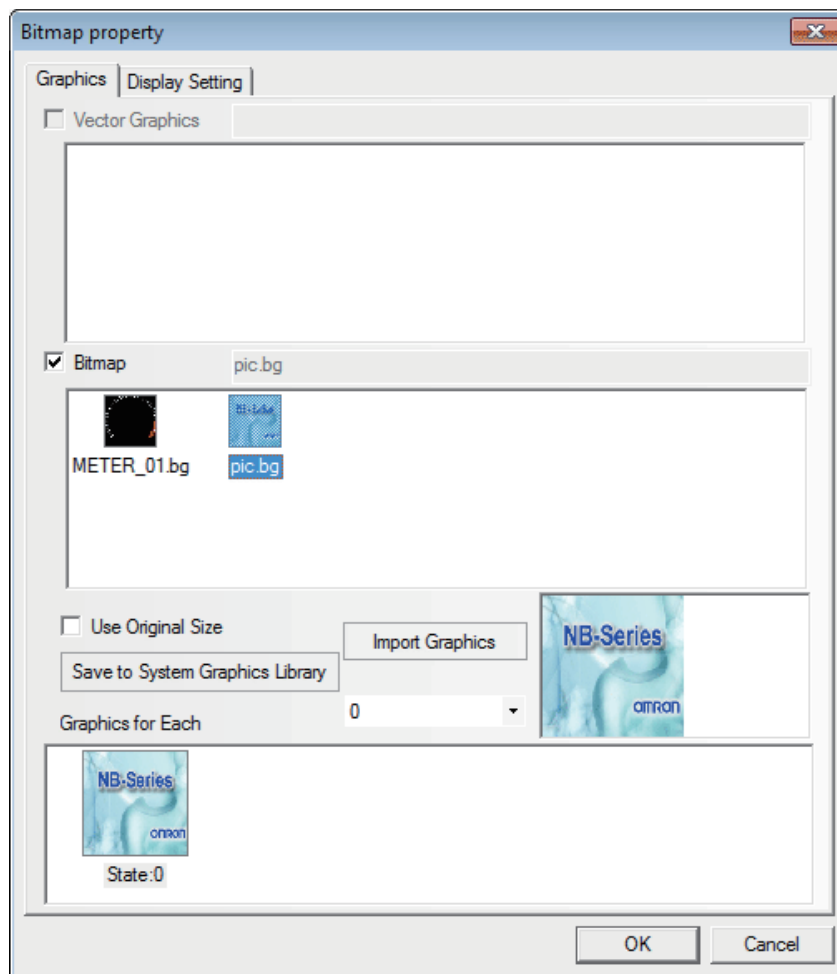 Bitmap property
Graphics
Display Setting
Vector Graphics
Bitmap
pic.bg
METER_01.bg
pic.bg
Use Original Size
Import Graphics
Save to System Graphics Library
NB-Series
OMRON
0
Graphics for Each
NB-Series
OMRON
State:0
OK
Cancel